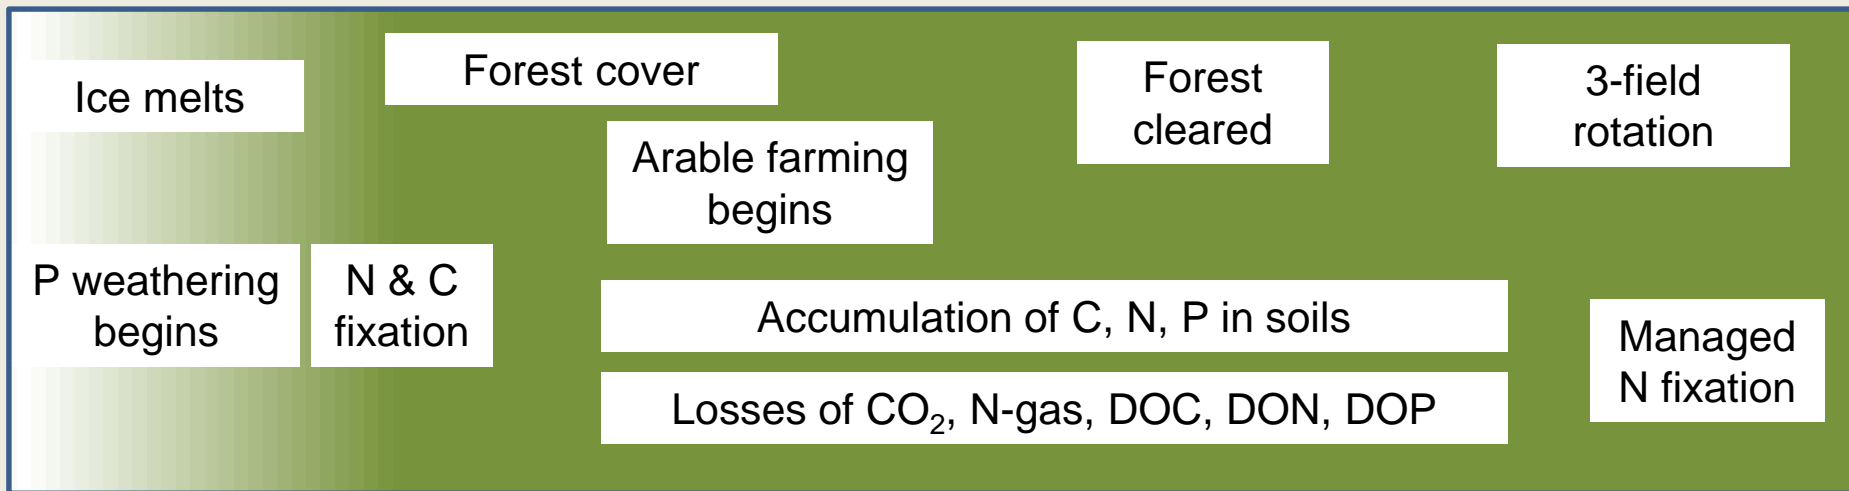 Ice melts
Forest cover
Forest
cleared
3-field
rotation
Arable farming
begins
P weathering
begins
N & C
fixation
Accumulation of C, N, P in soils
Managed
N fixation
Losses of CO₂, N-gas, DOC, DON, DOP